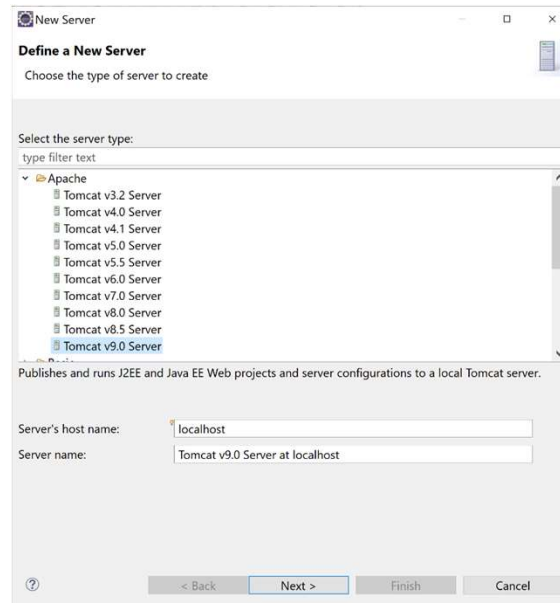 New Server
Define a New Server
Choose the type of server to create
Select the server type:
type filter text
Apache
Tomcat v3.2 Server
Tomcat v4.0 Server
Tomcat v4.1 Server
Tomcat v5.0 Server
Tomcat v5.5 Server
Tomcat v6.0 Server
Tomcat v7.0 Server
Tomcat v8.0 Server
Tomcat v8.5 Server
Tomcat v9.0 Server
Publishes and runs J2EE and Java EE Web projects and server configurations to a local Tomcat server.
Server's host name: localhost
Server name: Tomcat v9.0 Server at localhost
? < Back Next > Finish Cancel